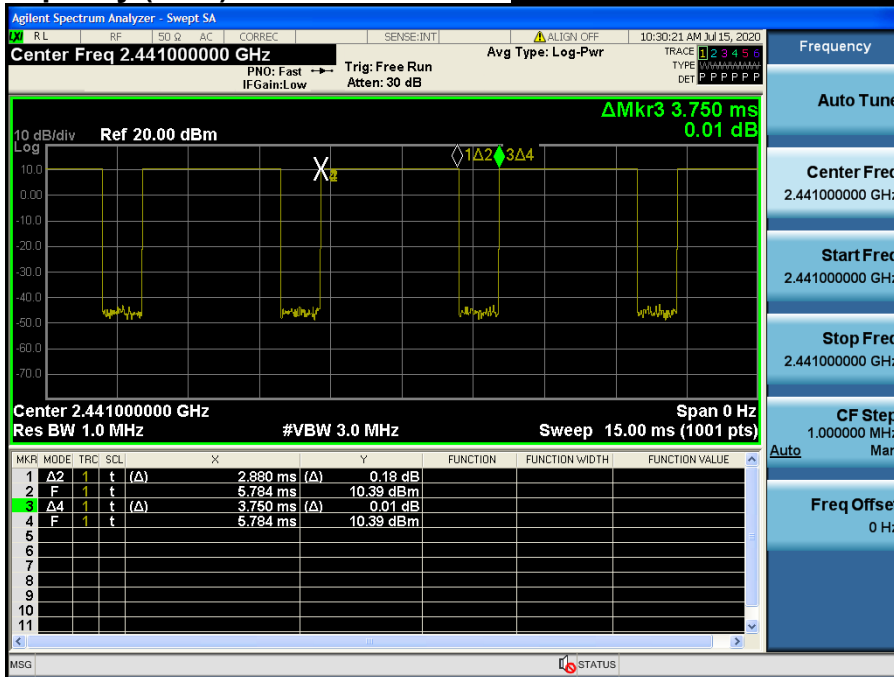 Agilent Spectrum Analyzer - Swept SA
LXI RL RF 50 Ω AC CORREC SENSE:INT ALIGN OFF 10:30:21 AM Jul 15, 2020
Center Freq 2.441000000 GHz Avg Type: Log-Pwr TRACE 1 2 3 4 5 6
PNO: Fast Trig: Free Run TYPE WWWWWW
IFGain:Low Atten: 30 dB DET P P P P P P
Frequency
ΔMkr3 3.750 ms
0.01 dB
10 dB/div Ref 20.00 dBm
Log
1Δ2 3Δ4
10.0
0.00
-10.0
-20.0
-30.0
-40.0
-50.0
-60.0
-70.0
Center 2.441000000 GHz Span 0 Hz
Res BW 1.0 MHz #VBW 3.0 MHz Sweep 15.00 ms (1001 pts)
MKR MODE TRC SCL X Y FUNCTION FUNCTION WIDTH FUNCTION VALUE
1 Δ2 1 t (Δ) 2.880 ms (Δ) 0.18 dB
2 F 1 t 5.784 ms 10.39 dBm
3 Δ4 1 t (Δ) 3.750 ms (Δ) 0.01 dB
4 F 1 t 5.784 ms 10.39 dBm
5
6
7
8
9
10
11
MSG STATUS
Auto Tune
Center Freq
2.441000000 GHz
Start Freq
2.441000000 GHz
Stop Freq
2.441000000 GHz
CF Step
1.000000 MHz
Auto Man
Freq Offset
0 Hz